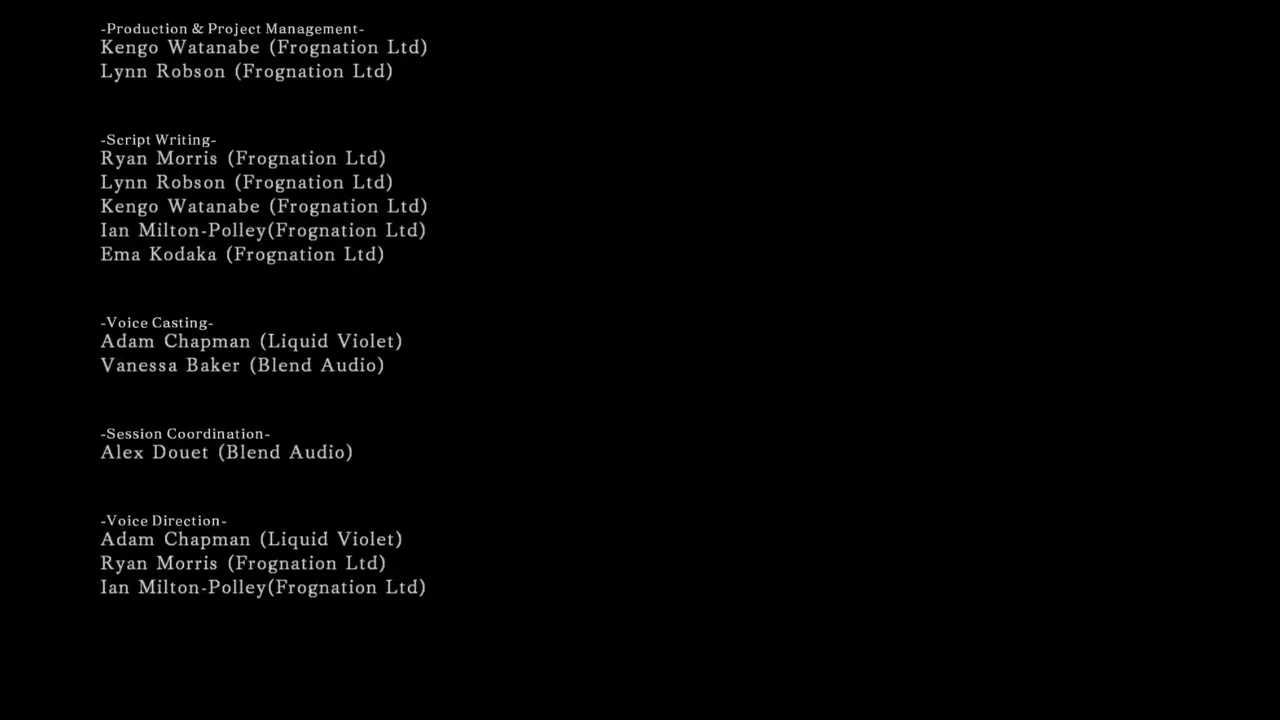 -Production & Project Management-
Kengo Watanabe (Frognation Ltd)
Lynn Robson (Frognation Ltd)
-Script Writing-
Ryan Morris (Frognation Ltd)
Lynn Robson (Frognation Ltd)
Kengo Watanabe (Frognation Ltd)
Ian Milton-Polley(Frognation Ltd)
Ema Kodaka (Frognation Ltd)
-Voice Casting-
Adam Chapman (Liquid Violet)
Vanessa Baker (Blend Audio)
-Session Coordination-
Alex Douet (Blend Audio)
-Voice Direction-
Adam Chapman (Liquid Violet)
Ryan Morris (Frognation Ltd)
Ian Milton-Polley(Frognation Ltd)